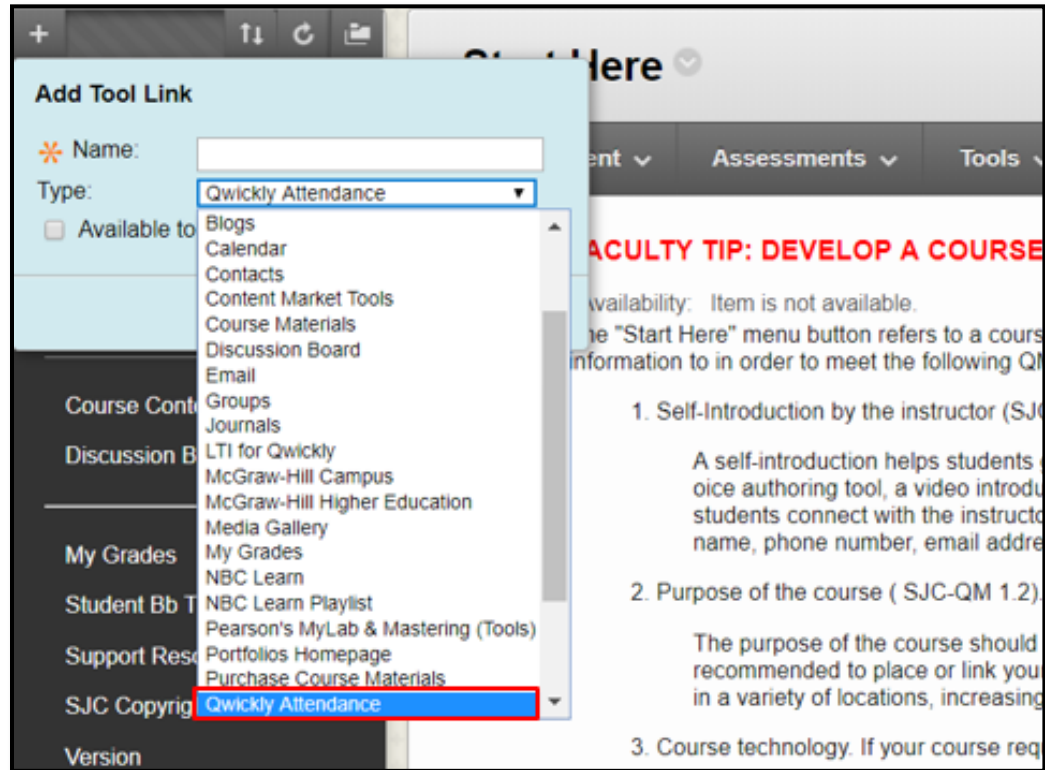 Add Tool Link
Name:
Type:
Qwickly Attendance
Available to
Blogs
Calendar
Contacts
Content Market Tools
Course Materials
Discussion Board
Email
Groups
Journals
LTI for Qwickly
McGraw-Hill Campus
McGraw-Hill Higher Education
Media Gallery
My Grades
NBC Learn
NBC Learn Playlist
Pearson's MyLab & Mastering (Tools)
Portfolios Homepage
Purchase Course Materials
Qwickly Attendance
Course Conte
Discussion B
My Grades
Student Bb T
Support Reso
SJC Copyrig
Version
Start Here
ent
Assessments
Tools
ACULTY TIP: DEVELOP A COURSE
Availability: Item is not available.
he "Start Here" menu button refers to a cours
information to in order to meet the following QM
1. Self-Introduction by the instructor (SJC
A self-introduction helps students
oice authoring tool, a video introdu
students connect with the instructo
name, phone number, email addre
2. Purpose of the course ( SJC-QM 1.2).
The purpose of the course should
recommended to place or link your
in a variety of locations, increasing
3. Course technology. If your course req